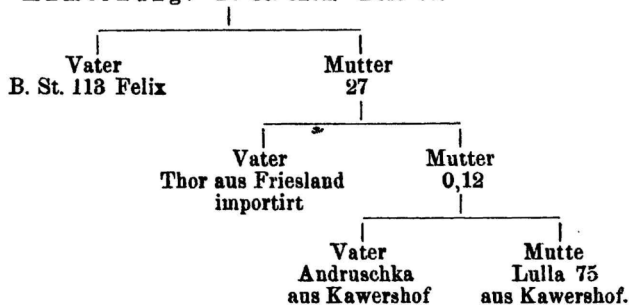 Vater Mutter
B. St. 113 Felix 27
Vater Mutter
Thor aus Friesland 0,12
importirt
Vater Mutte
Andruschka Lulla 75
aus Kawershof aus Kawershof.